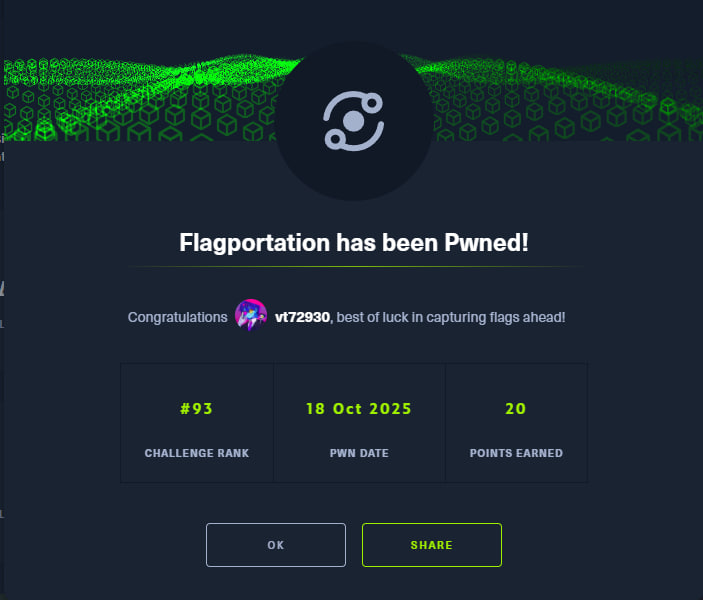 Flagportation has been Pwned!
Congratulations vt72930, best of luck in capturing flags ahead!
#93 18 Oct 2025 20
CHALLENGE RANK PWN DATE POINTS EARNED
OK SHARE